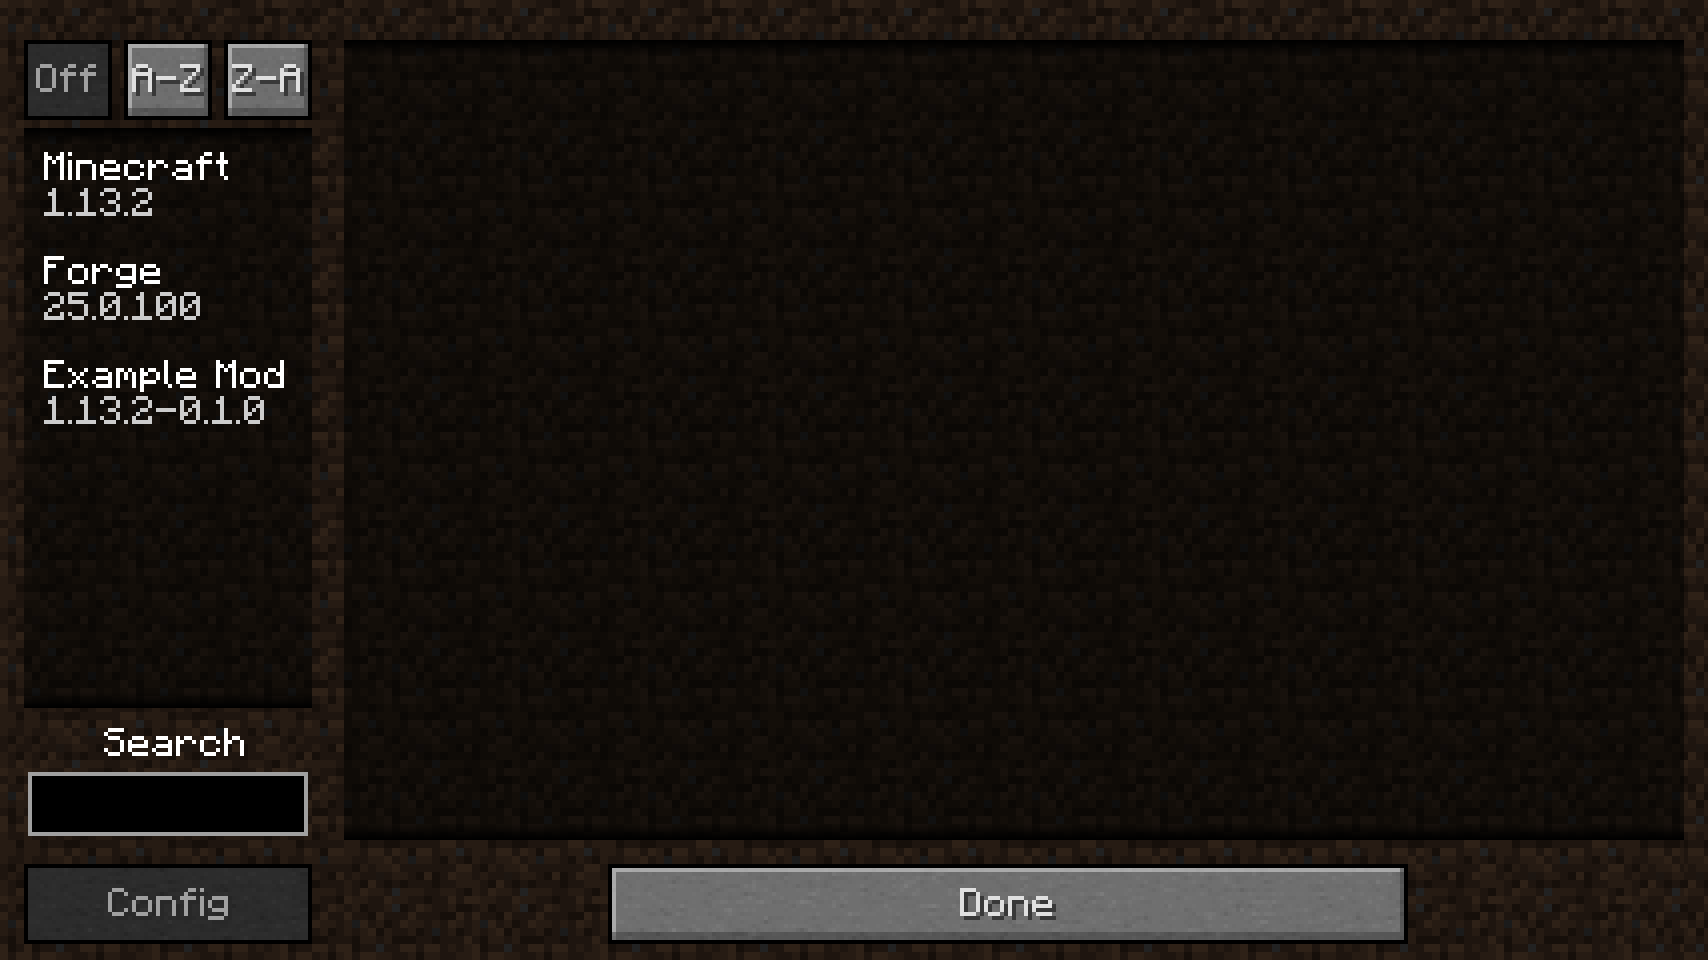 Off A-Z Z-A
Minecraft
1.13.2
Forge
25.0.100
Example Mod
1.13.2-0.1.0
Search
Config
Done